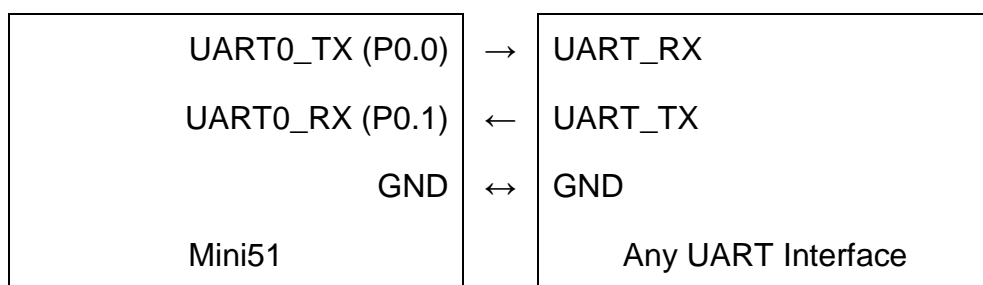 UART0_TX (P0.0) → UART_RX
UART0_RX (P0.1) ← UART_TX
GND ↔ GND
Mini51 Any UART Interface